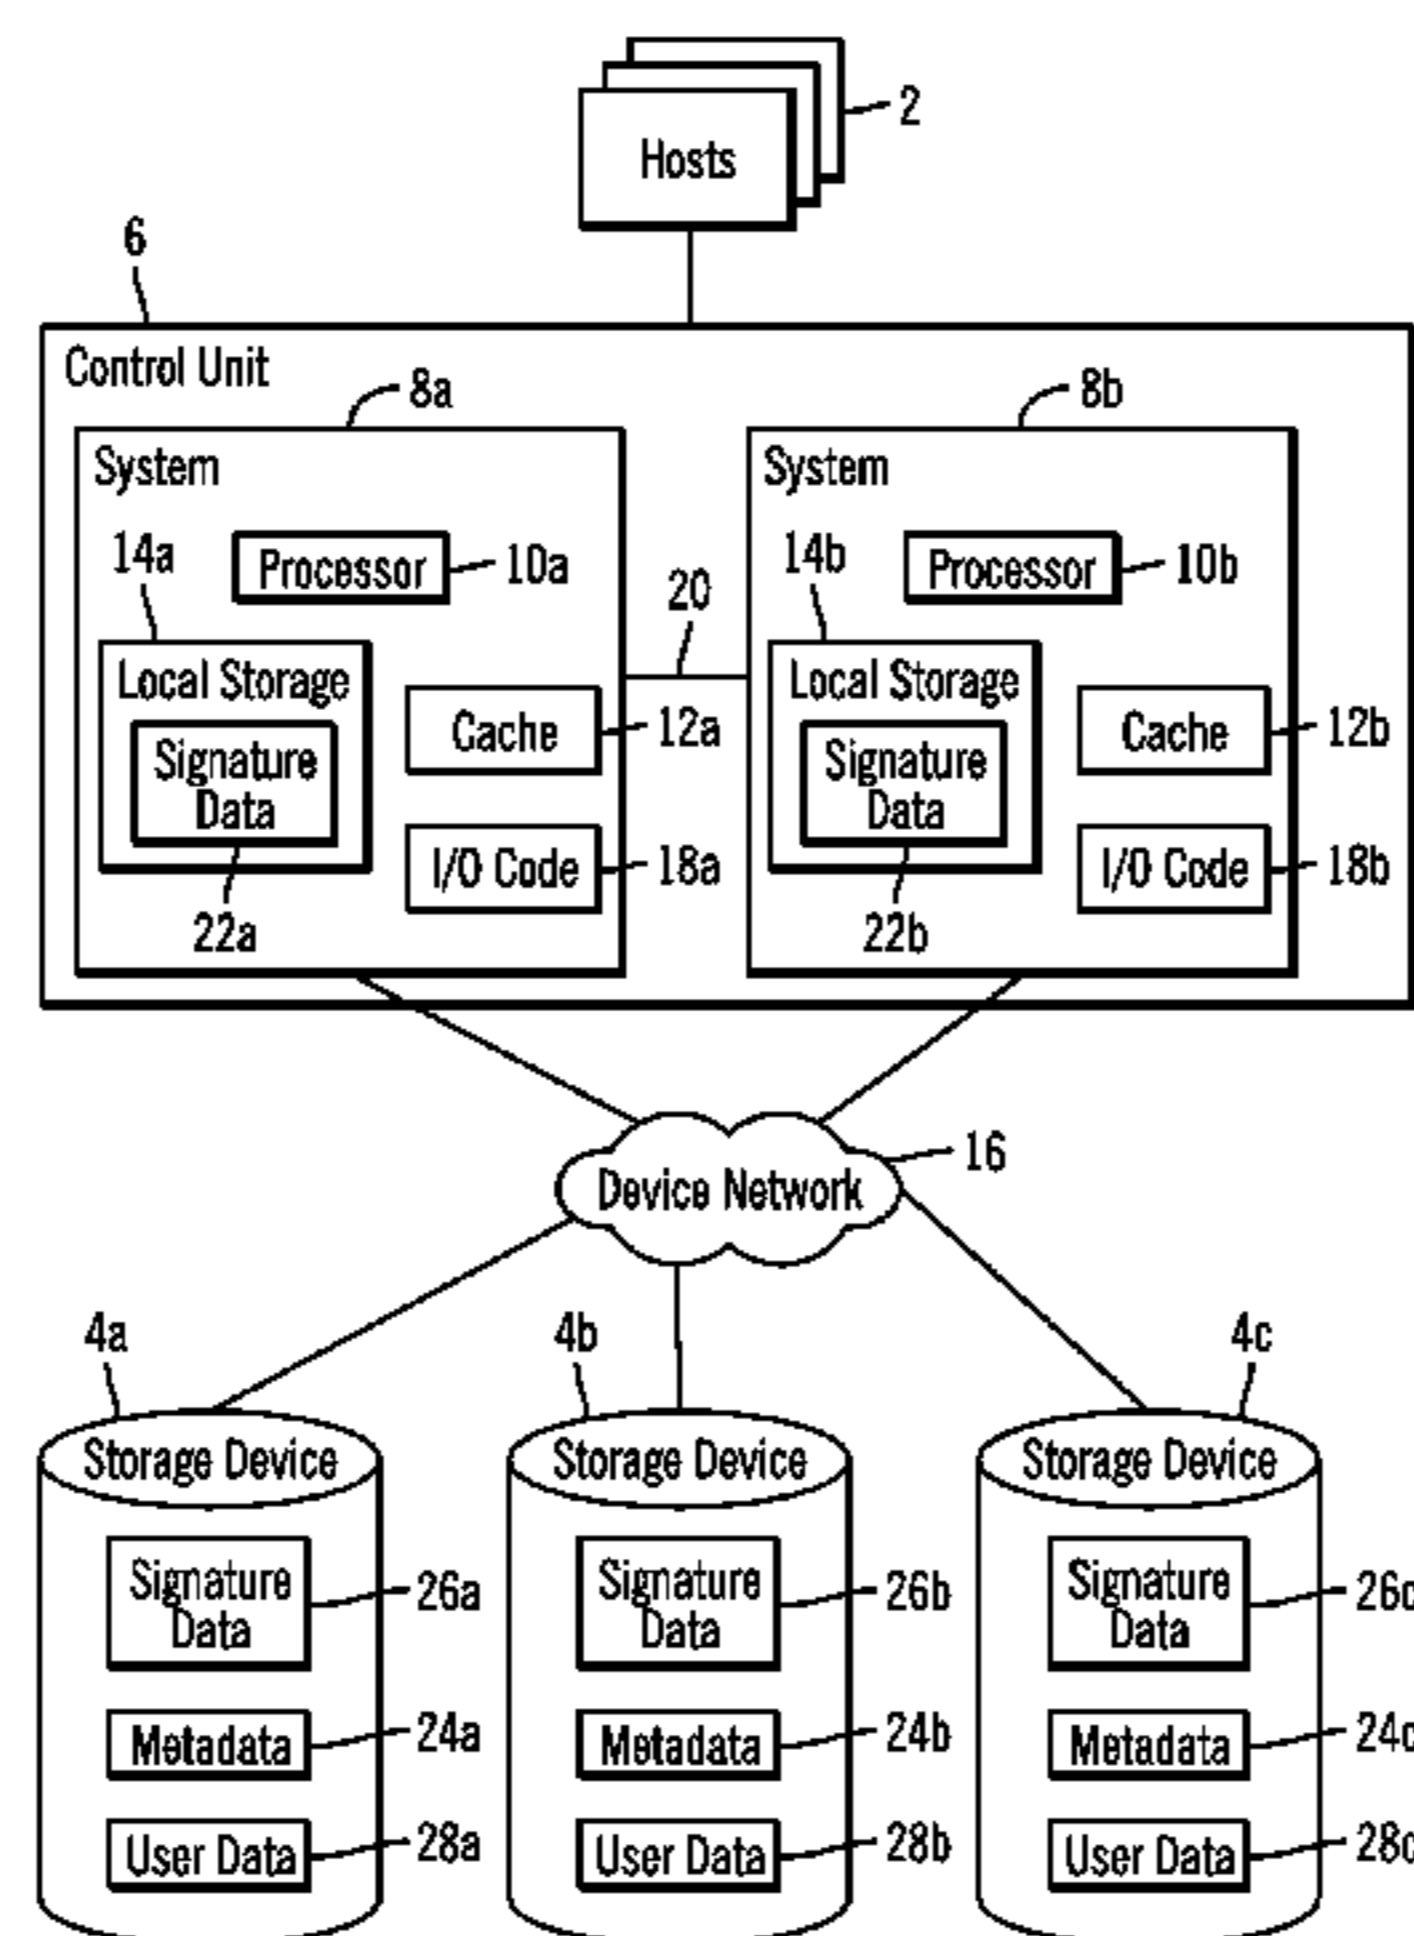 2
Hosts
6
Control Unit
8a
8b
System
System
14a
Processor
10a
20
14b
Processor
10b
Local Storage
Cache
12a
Local Storage
Cache
12b
Signature
Data
Signature
Data
I/O Code
18a
I/O Code
18b
22a
22b
Device Network
16
4a
4b
4c
Storage Device
Storage Device
Storage Device
Signature
Data
26a
Signature
Data
26b
Signature
Data
26c
Metadata
24a
Metadata
24b
Metadata
24c
User Data
28a
User Data
28b
User Data
28c